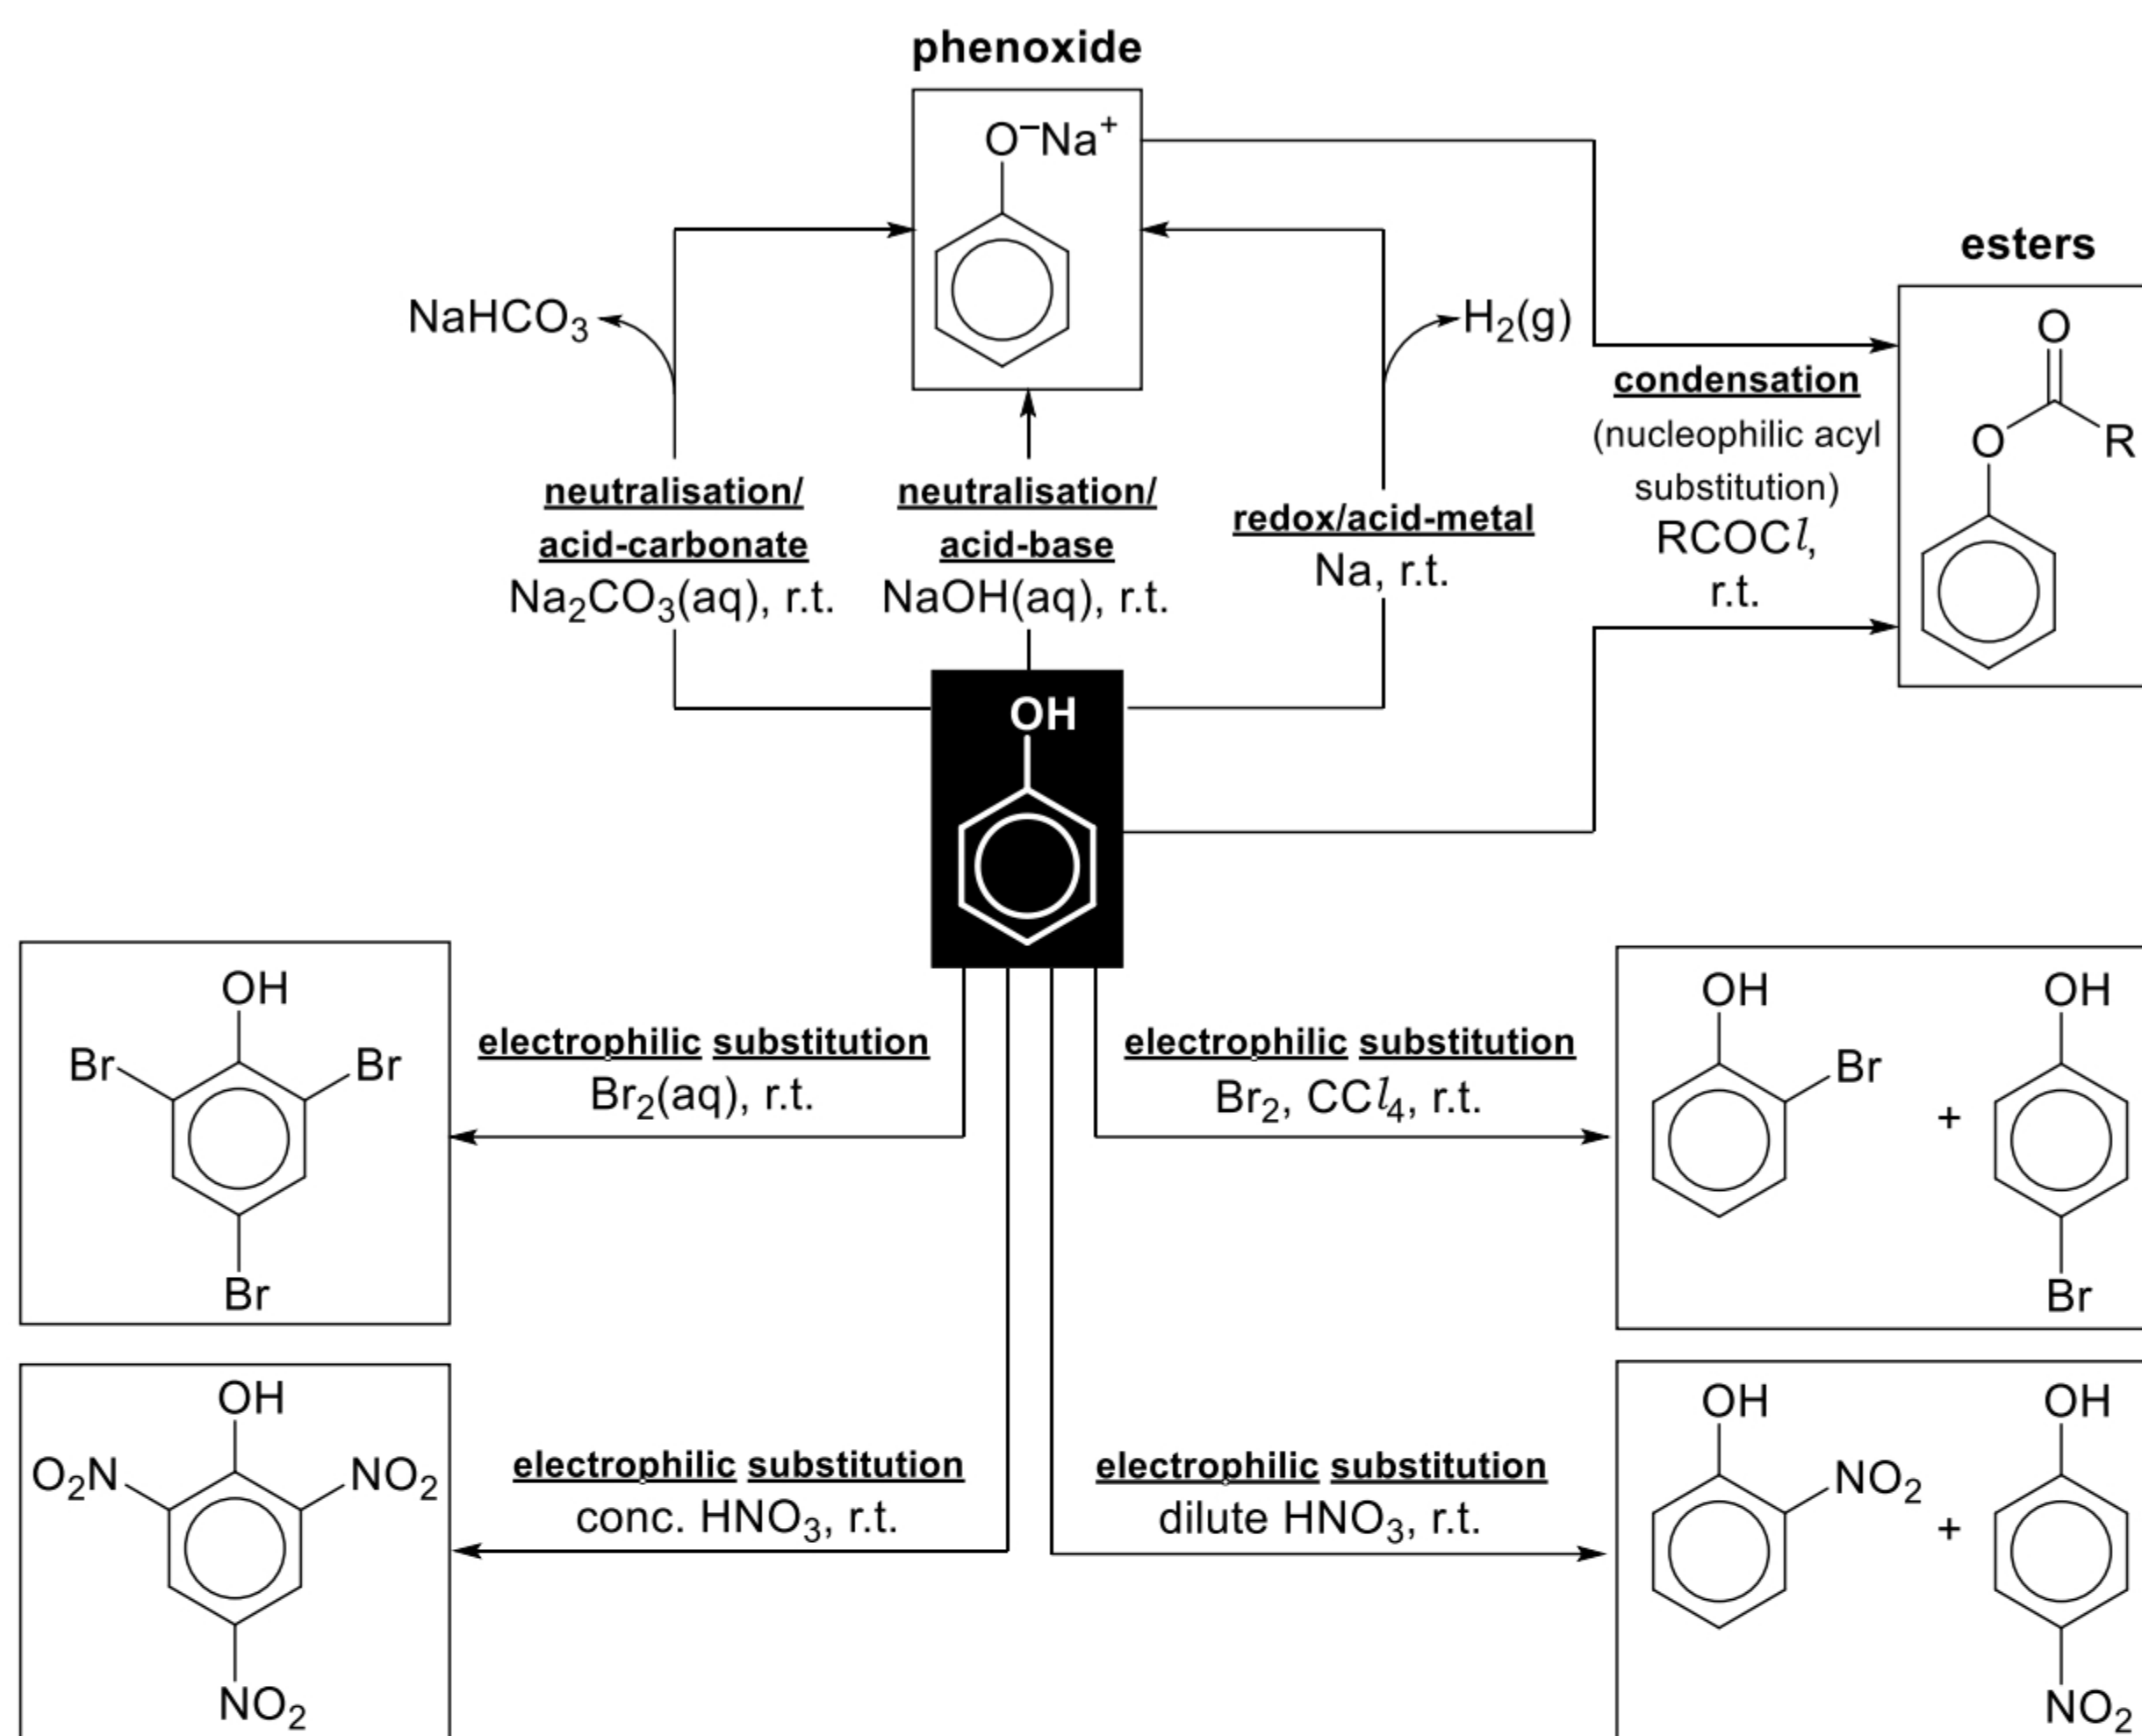 phenoxide
O⁻Na⁺
esters
NaHCO₃
H₂(g)
O
O
R
condensation
(nucleophilic acyl
substitution)
RCOCl,
r.t.
neutralisation/
acid-carbonate
Na₂CO₃(aq), r.t.
neutralisation/
acid-base
NaOH(aq), r.t.
redox/acid-metal
Na, r.t.
OH
OH
Br
Br
Br
electrophilic substitution
Br₂(aq), r.t.
electrophilic substitution
Br₂, CCl₄, r.t.
OH
Br
+
OH
Br
OH
O₂N
NO₂
NO₂
electrophilic substitution
conc. HNO₃, r.t.
electrophilic substitution
dilute HNO₃, r.t.
OH
NO₂
+
OH
NO₂